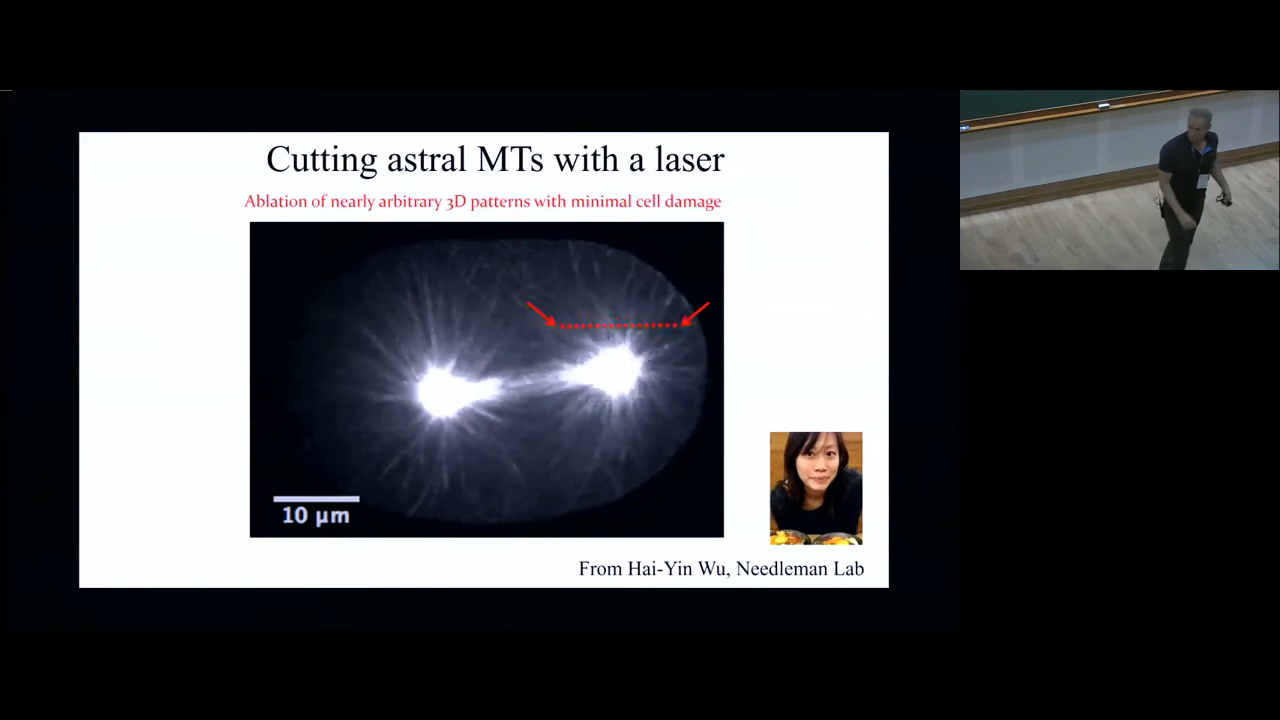 Cutting astral MTs with a laser
Ablation of nearly arbitrary 3D patterns with minimal cell damage
10 μm
From Hai-Yin Wu, Needleman Lab